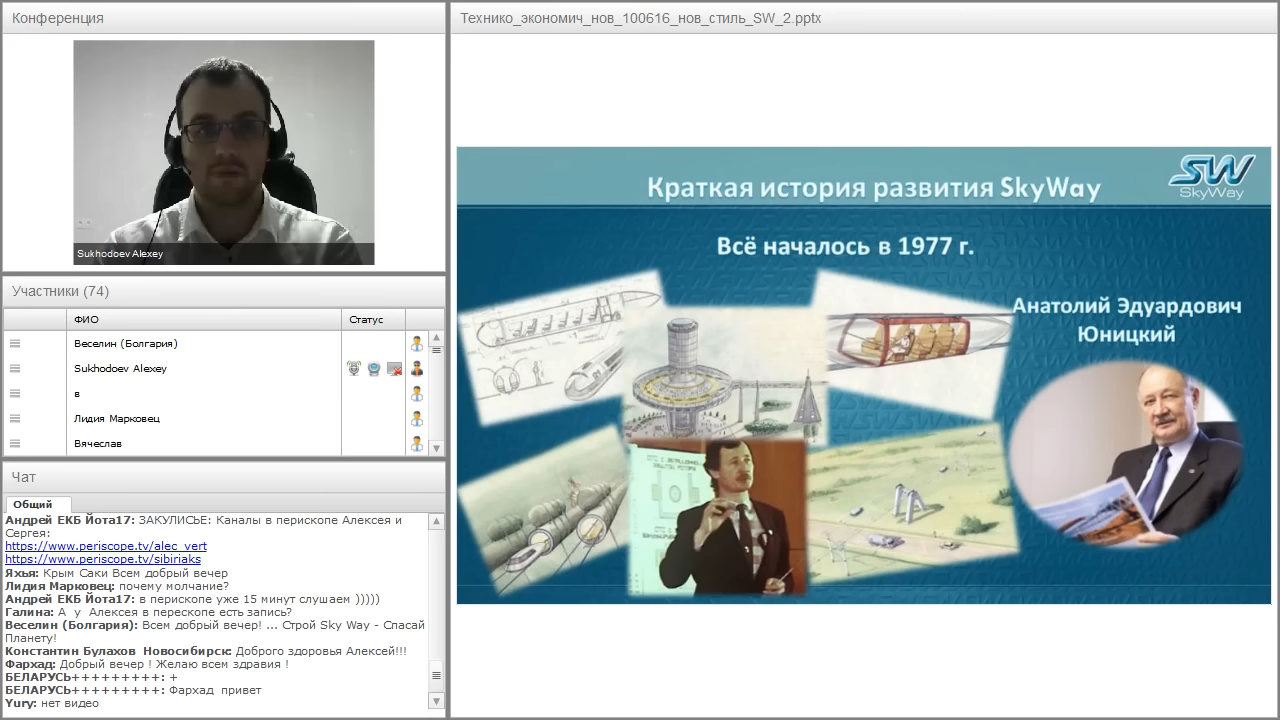 Конференция
Sukhodoev Alexey
Участники (74)
ФИО
Статус
Веселин (Болгария)
Sukhodoev Alexey
в
Лидия Марковец
Вячеслав
Чат
Общий
Андрей ЕКБ Йота17: ЗАКУЛИСЬЕ: Каналы в перископе Алексея и
Сергея:
https://www.periscope.tv/alec_vert
https://www.periscope.tv/sibiriaks
Яхъя: Крым Саки Всем добрый вечер
Лидия Марковец: почему молчание?
Андрей ЕКБ Йота17: в перископе уже 15 минут слушаем )))))
Галина: А у Алексея в перескопе есть запись?
Веселин (Болгария): Всем добрый вечер! ... Строй Sky Way - Спасай
Планету!
Константин Булахов Новосибирск: Доброго здоровья Алексей!!!
Фархад: Добрый вечер ! Желаю всем здравия !
БЕЛАРУСЬ+++++++++: +
БЕЛАРУСЬ+++++++++: Фархад привет
Yury: нет видео
Технико_экономич_нов_100616_нов_стиль_SW_2.pptx
Краткая история развития SkyWay
SW
SkyWay
Всё началось в 1977 г.
Анатолий Эдуардович
Юницкий